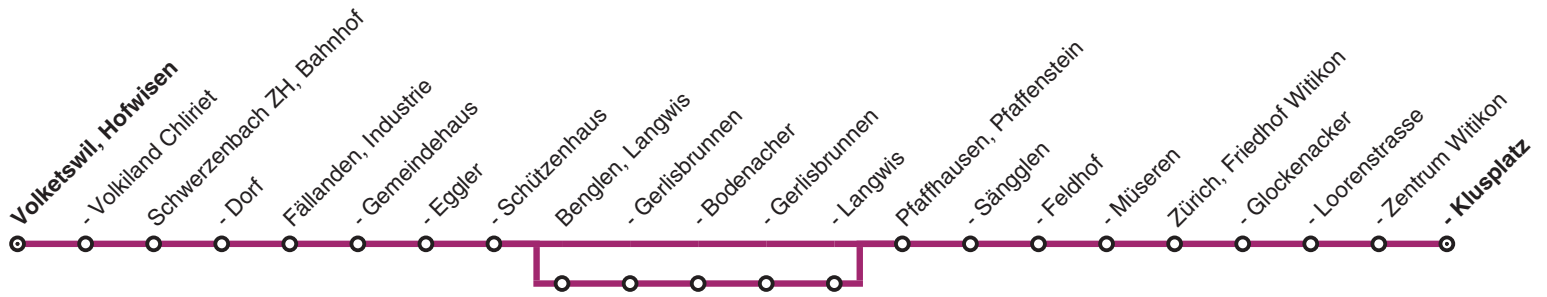 Volketswil, Hofwisen
- Volkiland Chliriet
Schwerzenbach ZH, Bahnhof
- Dorf
Fällanden, Industrie
- Gemeindehaus
- Eggler
- Schützenhaus
Benglen, Langwis
- Gerlisbrunnen
- Bodenacher
- Gerlisbrunnen
- Langwis
Pfaffhausen, Pfaffenstein
- Sängglen
- Feldhof
- Müseren
Zürich, Friedhof Witikon
- Glockenacker
- Loorenstrasse
- Zentrum Witikon
- Klusplatz